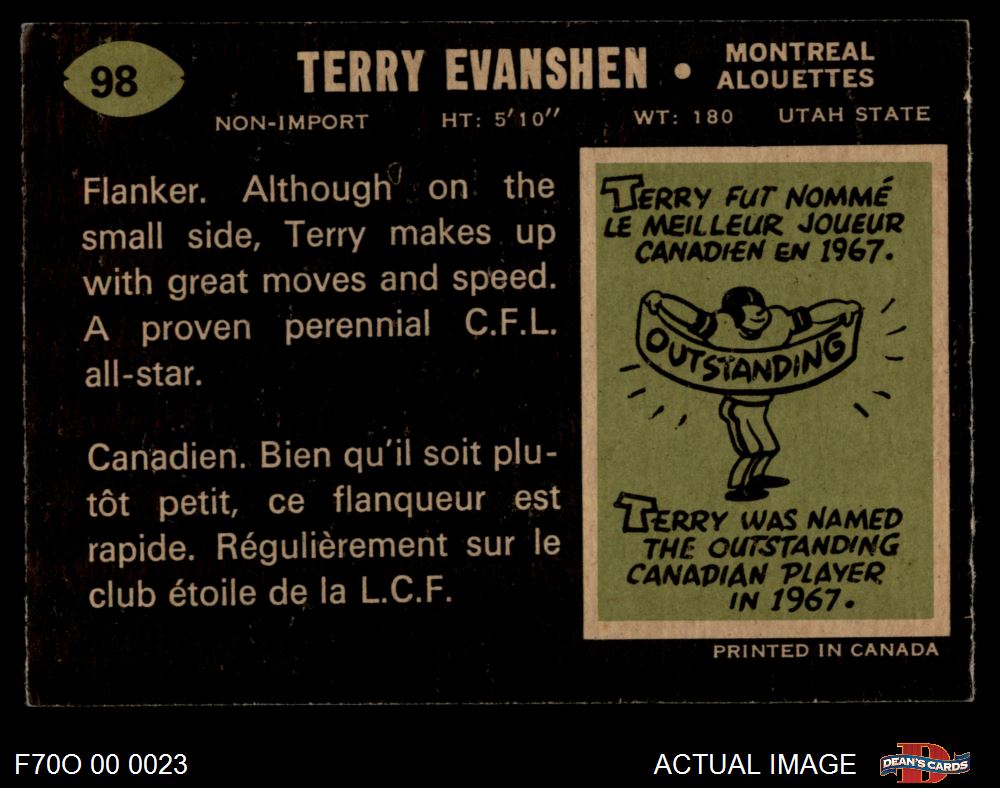 98
TERRY EVANSHEN • MONTREAL ALOUETTES
NON-IMPORT HT: 5'10" WT: 180 UTAH STATE
Flanker. Although on the
small side, Terry makes up
with great moves and speed.
A proven perennial C.F.L.
all-star.
Canadien. Bien qu'il soit plu-
tôt petit, ce flanqueur est
rapide. Régulièrement sur le
club étoile de la L.C.F.
TERRY FUT NOMMÉ
LE MEILLEUR JOUEUR
CANADIEN EN 1967.
OUTSTANDING
TERRY WAS NAMED
THE OUTSTANDING
CANADIAN PLAYER
IN 1967.
PRINTED IN CANADA
F70O 00 0023
ACTUAL IMAGE
D
DEAN'S CARDS